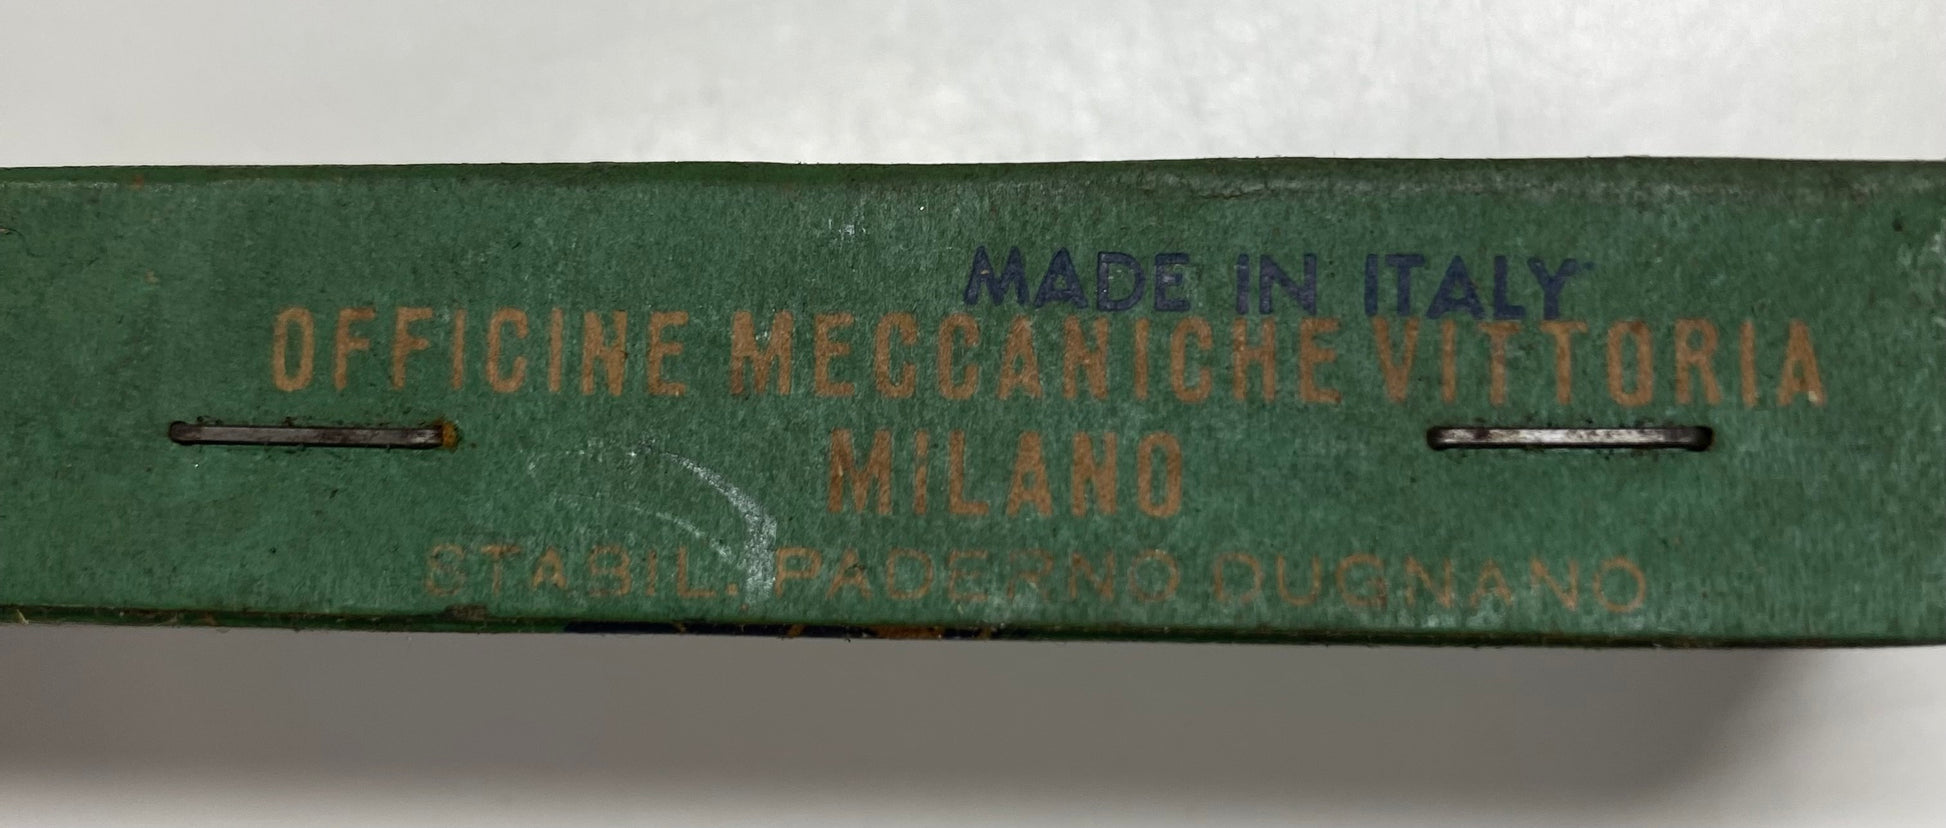 MADE IN ITALY
OFFICINE MECCANICHE VITTORIA
MiLANO
STABIL. PADERNO DUGNANO